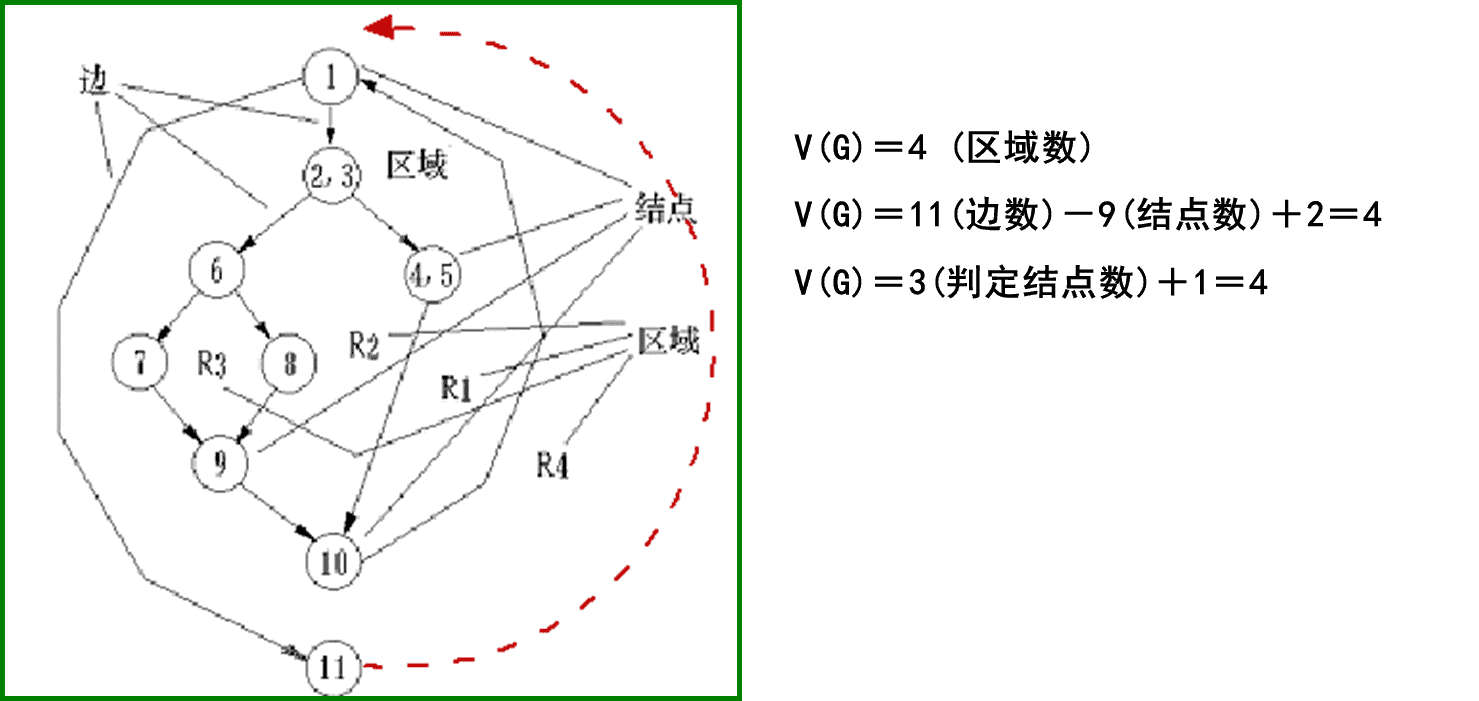 边
1
2,3
区域
结点
6
4,5
7
R3
8
R2
区域
R1
9
R4
10
11
V(G)=4 (区域数)
V(G)=11(边数)-9(结点数)+2=4
V(G)=3(判定结点数)+1=4